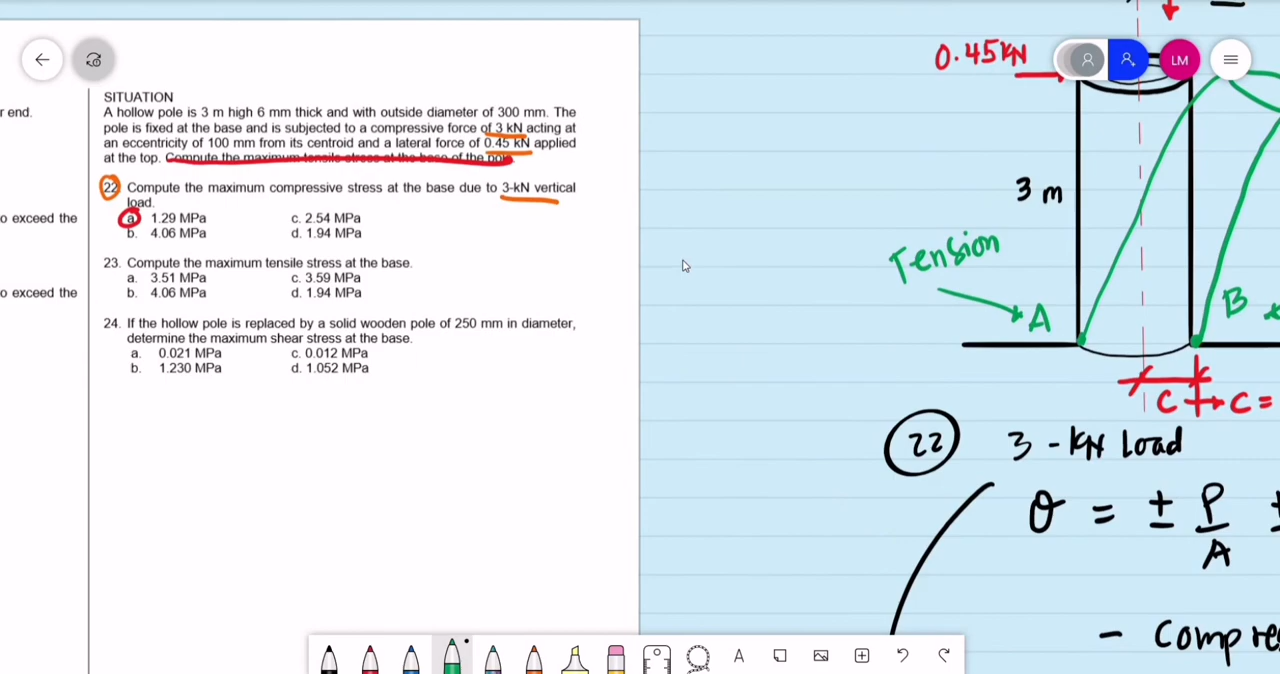 r end.
o exceed the
o exceed the
SITUATION
A hollow pole is 3 m high 6 mm thick and with outside diameter of 300 mm. The
pole is fixed at the base and is subjected to a compressive force of 3 kN acting at
an eccentricity of 100 mm from its centroid and a lateral force of 0.45 kN applied
at the top. Compute the maximum tensile stress at the base of the pole
22. Compute the maximum compressive stress at the base due to 3-kN vertical
load.
a. 1.29 MPa c. 2.54 MPa
b. 4.06 MPa d. 1.94 MPa
23. Compute the maximum tensile stress at the base.
a. 3.51 MPa c. 3.59 MPa
b. 4.06 MPa d. 1.94 MPa
24. If the hollow pole is replaced by a solid wooden pole of 250 mm in diameter,
determine the maximum shear stress at the base.
a. 0.021 MPa c. 0.012 MPa
b. 1.230 MPa d. 1.052 MPa
0.45 kN
LM
3 m
Tension
A
B
C → C =
22 3 - kN Load
σ = ± P/A ±
- Compre
A